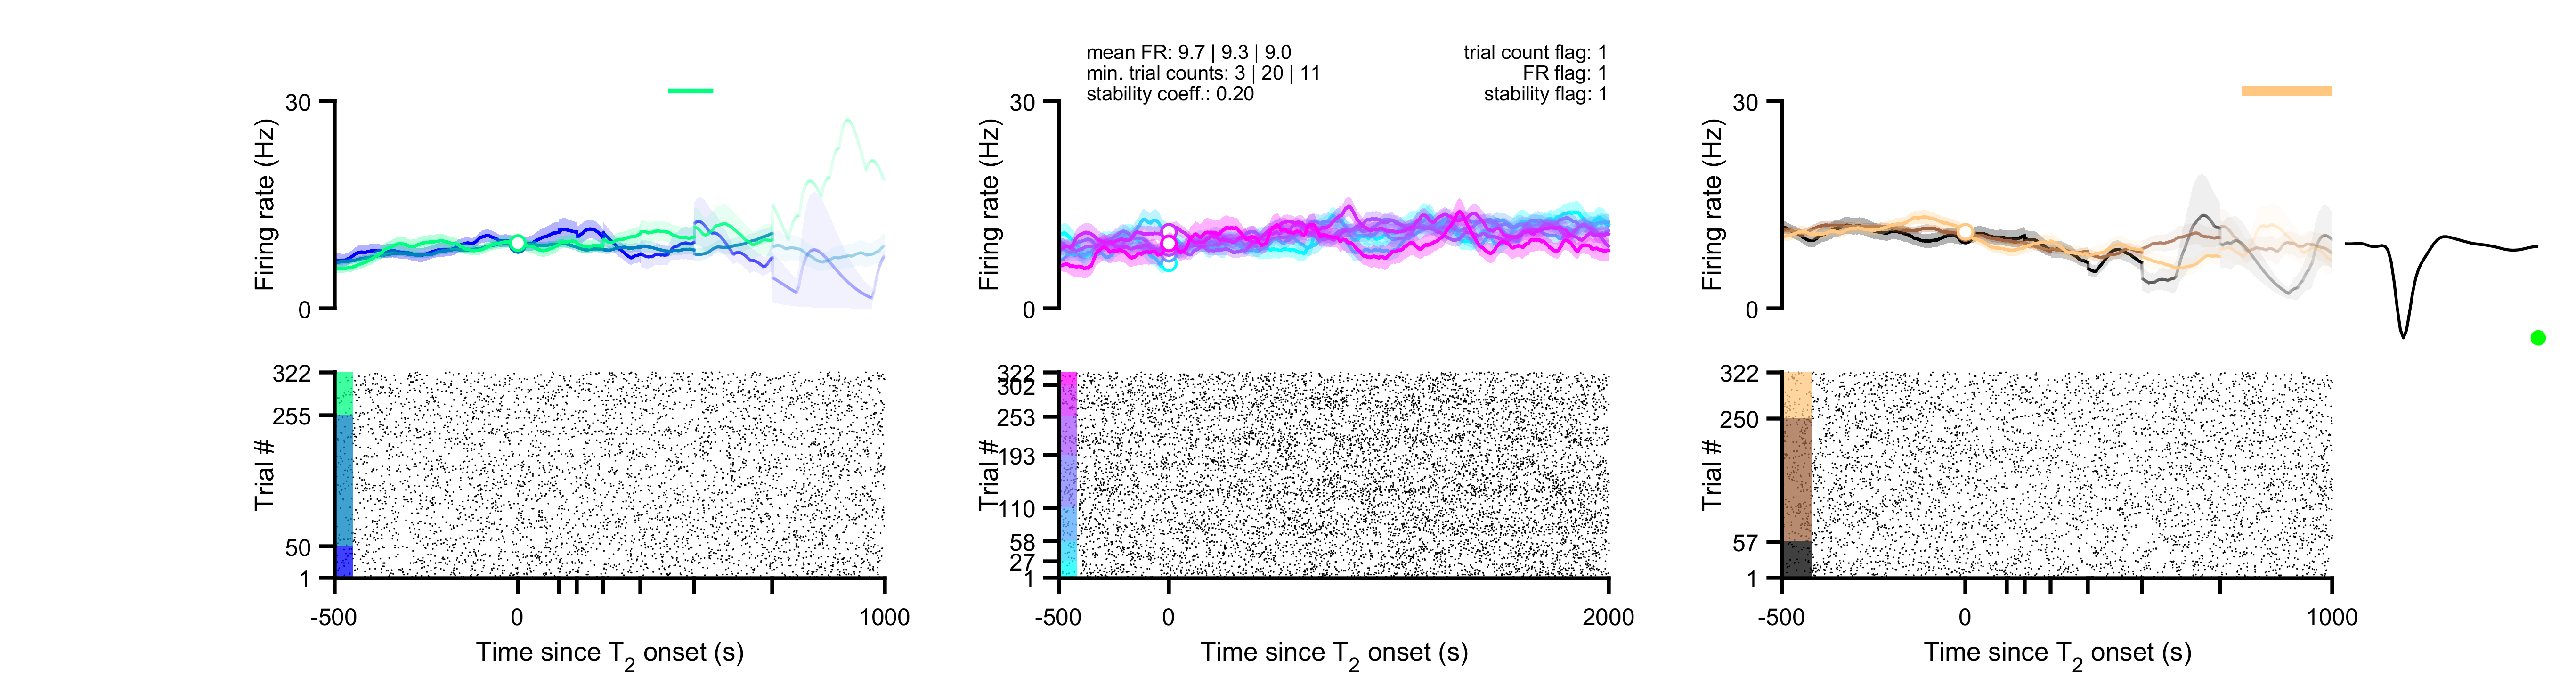 mean FR: 9.7 | 9.3 | 9.0
min. trial counts: 3 | 20 | 11
stability coeff.: 0.20
trial count flag: 1
FR flag: 1
stability flag: 1
30
Firing rate (Hz)
0
30
Firing rate (Hz)
0
30
Firing rate (Hz)
0
322
255
Trial #
50
1
-500
0
1000
Time since T2 onset (s)
322
302
253
Trial #
193
110
58
27
1
-500
0
2000
Time since T2 onset (s)
322
250
Trial #
57
1
-500
0
1000
Time since T2 onset (s)